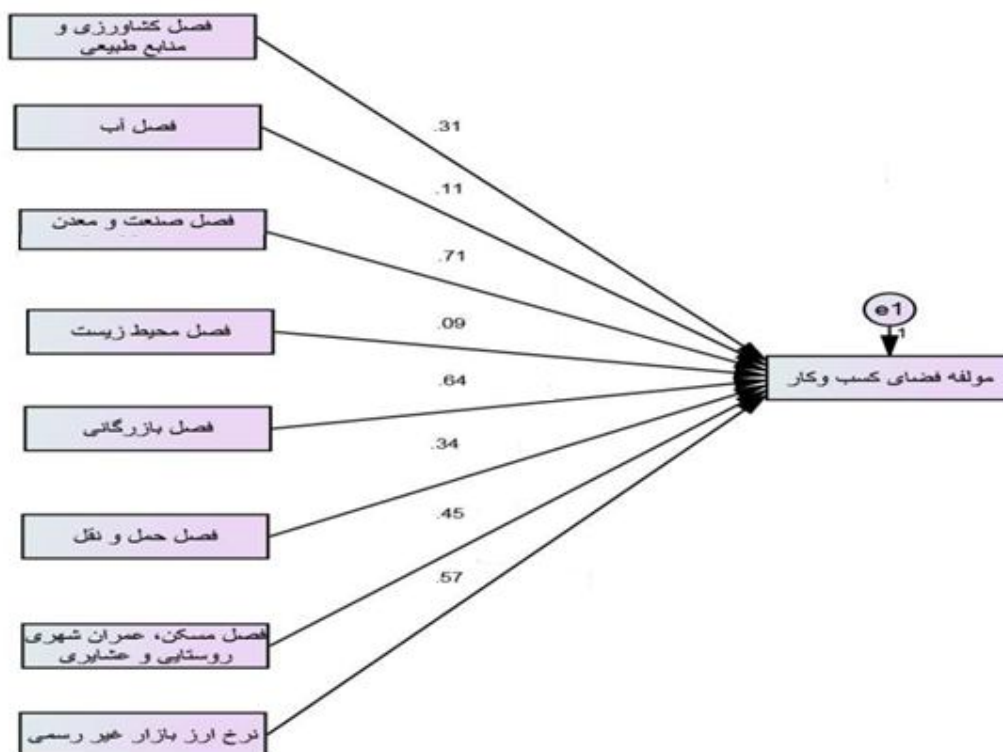 فصل کشاورزی و
منابع طبیعی
فصل آب
فصل صنعت و معدن
فصل محیط زیست
فصل بازرگانی
فصل حمل و نقل
فصل مسکن، عمران شهری
روستایی و عشایری
نرخ ارز بازار غیر رسمی
.31
.11
.71
.09
.64
.34
.45
.57
e1
1
مولفه فضای کسب وکار